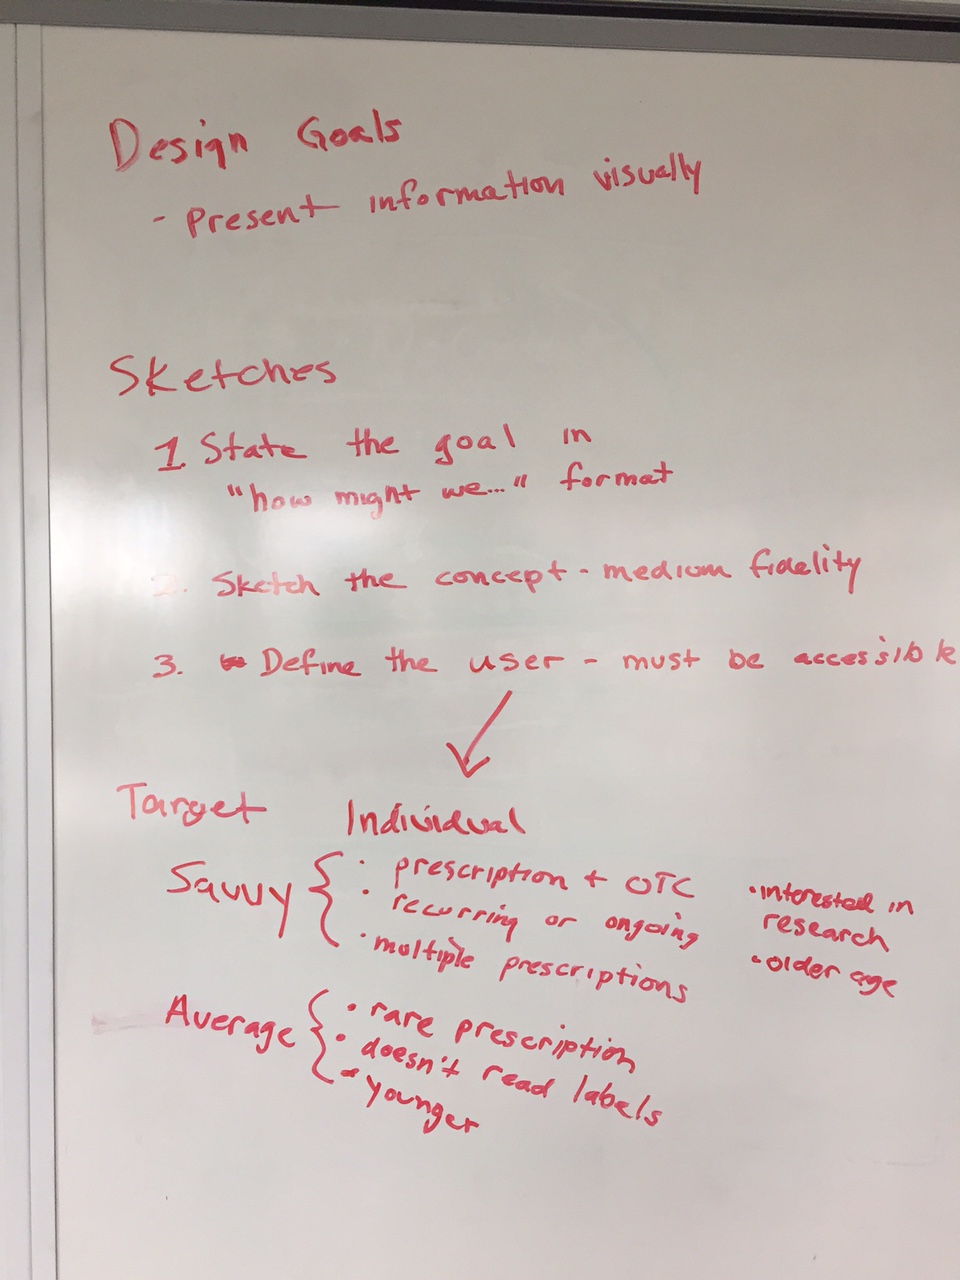 Design Goals
- Present information visually
Sketches
1. State the goal in
"how might we..." format
2. Sketch the concept - medium fidelity
3. Define the user - must be accessible
Target Individual
Savvy { · prescription + OTC
· recurring or ongoing
· multiple prescriptions
· interested in
research
· older age
Average { · rare prescription
· doesn't read labels
· younger